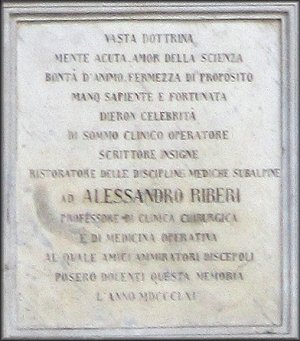 VASTA DOTTRINA
MENTE ACUTA AMOR DELLA SCIENZA
BONTÀ D'ANIMO FERMEZZA DI PROPOSITO
MANO SAPIENTE E FORTUNATA
DIERON CELEBRITÀ
DI SOMMO CLINICO OPERATORE
SCRITTORE INSIGNE
RISTORATORE DELLE DISCIPLINE MEDICHE SUBALPINE
AD ALESSANDRO RIBERI
PROFESSORE DI CLINICA CHIRURGICA
E DI MEDICINA OPERATIVA
AL QUALE AMICI AMMIRATORI DISCEPOLI
POSERO DOLENTI QUESTA MEMORIA
L'ANNO MDCCCLXI